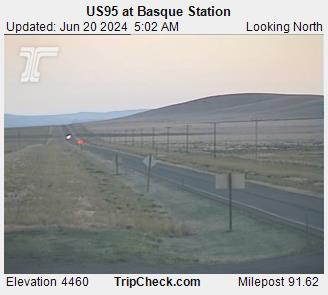 US95 at Basque Station
Updated: Jun 20 2024 5:02 AM Looking North
Elevation 4460 TripCheck.com Milepost 91.62